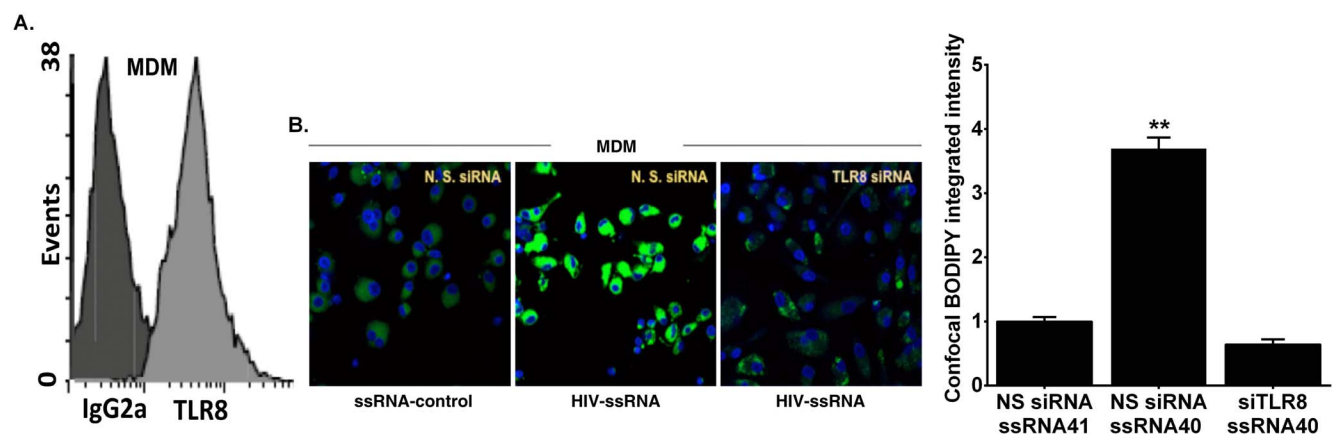 A.
38
MDM
Events
0
IgG2a
TLR8
B.
MDM
N. S. siRNA
N. S. siRNA
TLR8 siRNA
ssRNA-control
HIV-ssRNA
HIV-ssRNA
Confocal BODIPY integrated intensity
5
4
3
2
1
0
**
NS siRNA
ssRNA41
NS siRNA
ssRNA40
siTLR8
ssRNA40